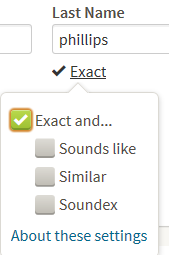 Last Name
phillips
Exact
Exact and...
Sounds like
Similar
Soundex
About these settings